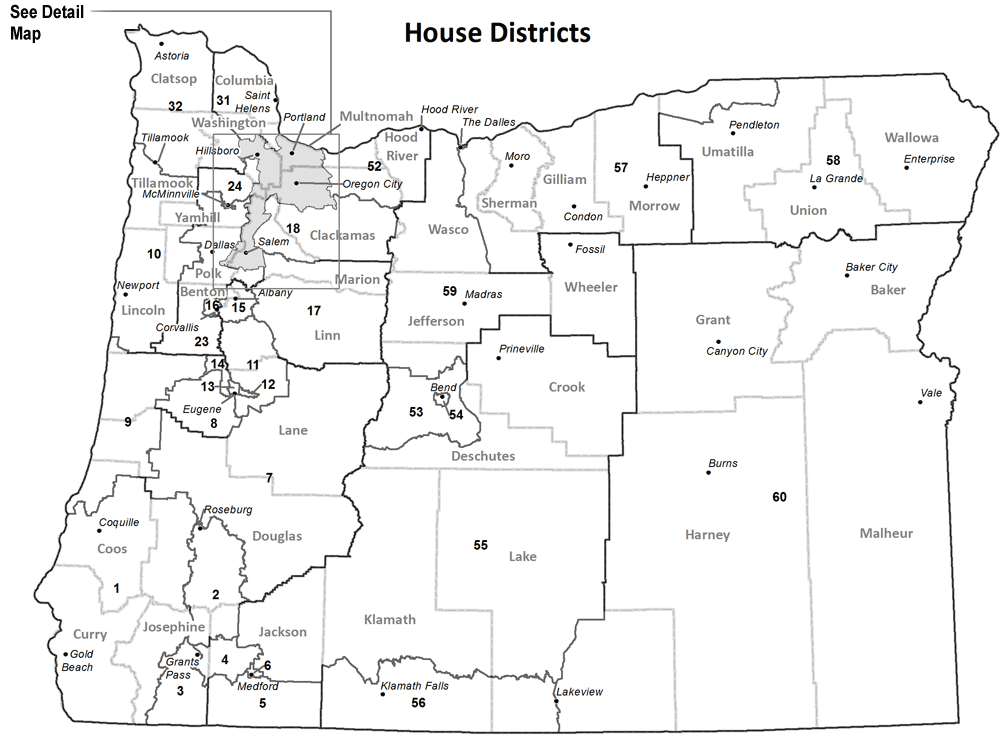 See Detail
Map
House Districts
Astoria
Clatsop
Columbia
Saint
Helens
32
31
Washington
Portland
Multnomah
Hood River
The Dalles
Hood
River
52
Tillamook
Hillsboro
Oregon City
Tillamook
McMinnville
24
Yamhill
18
Clackamas
Moro
Sherman
Gilliam
Condon
57
Heppner
Morrow
Pendleton
Umatilla
58
La Grande
Union
Wallowa
Enterprise
Wasco
Fossil
Wheeler
10
Dallas
Salem
Polk
Marion
Newport
Lincoln
Benton
Albany
16
15
17
Linn
Corvallis
23
59
Madras
Jefferson
Baker City
Baker
Grant
Canyon City
14
11
13
12
Eugene
8
9
Lane
7
Prineville
Crook
Bend
53
54
Deschutes
Vale
Burns
60
Harney
Malheur
Coquille
Coos
1
Roseburg
Douglas
2
55
Lake
Klamath
Curry
Gold
Beach
Josephine
Jackson
Grants
Pass
3
4
6
Medford
5
Klamath Falls
56
Lakeview